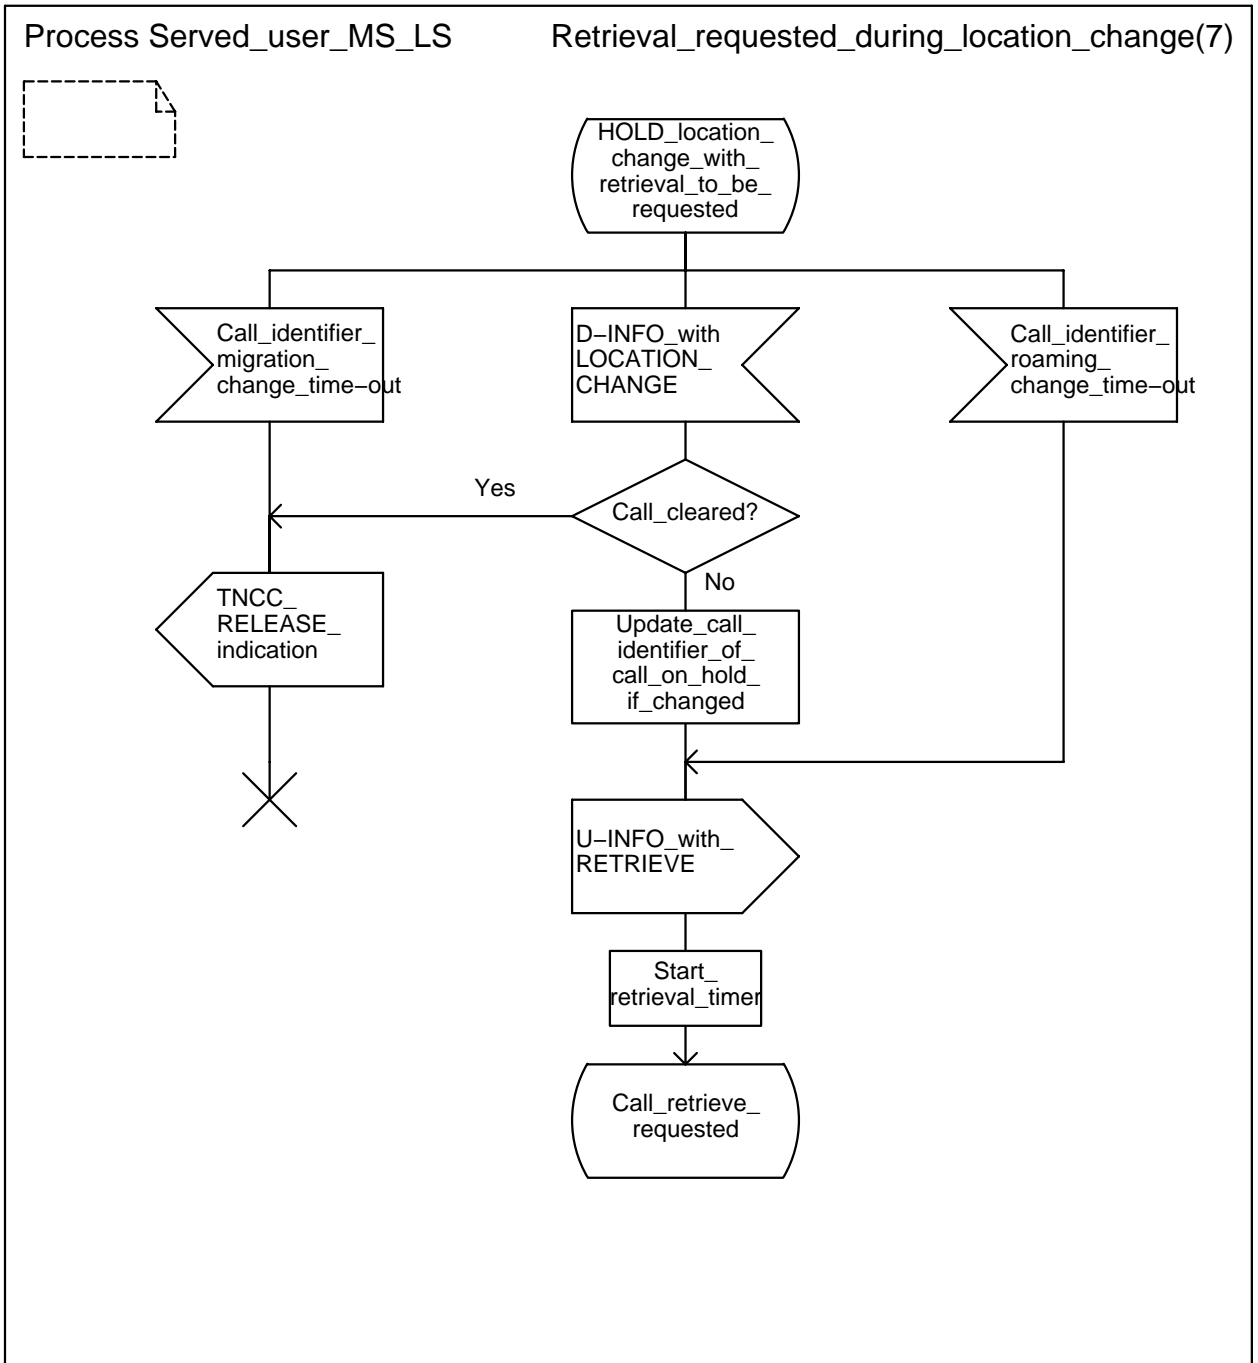 Process Served_user_MS_LS
Retrieval_requested_during_location_change(7)
HOLD_location_
change_with_
retrieval_to_be_
requested
Call_identifier_
migration_
change_time−out
D−INFO_with
LOCATION_
CHANGE
Call_identifier_
roaming_
change_time−out
Yes
Call_cleared?
No
TNCC_
RELEASE_
indication
Update_call_
identifier_of_
call_on_hold_
if_changed
U−INFO_with_
RETRIEVE
Start_
retrieval_timer
Call_retrieve_
requested